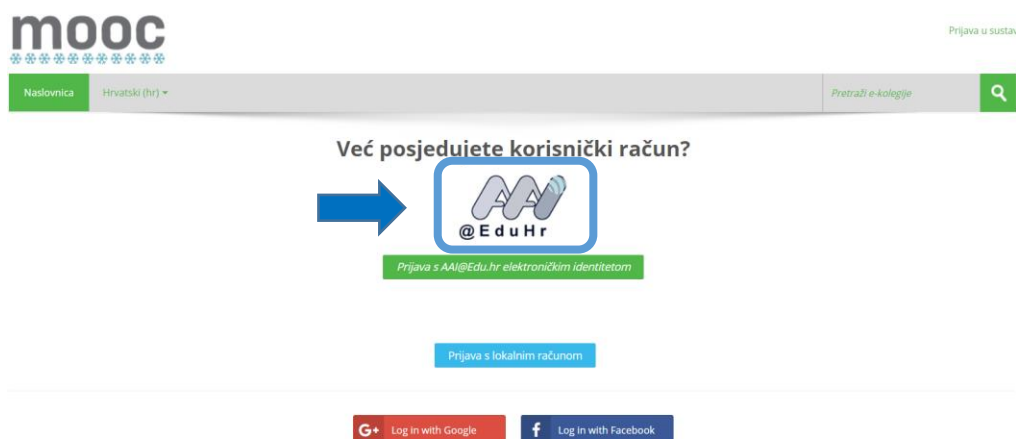 mooc
Prijava u sustav
Naslovnica
Hrvatski (hr)
Pretraži e-kolegije
Već posjedujete korisnički račun?
AAI
@EduHr
Prijava s AAI@Edu.hr elektroničkim identitetom
Prijava s lokalnim računom
G+ Log in with Google
f Log in with Facebook